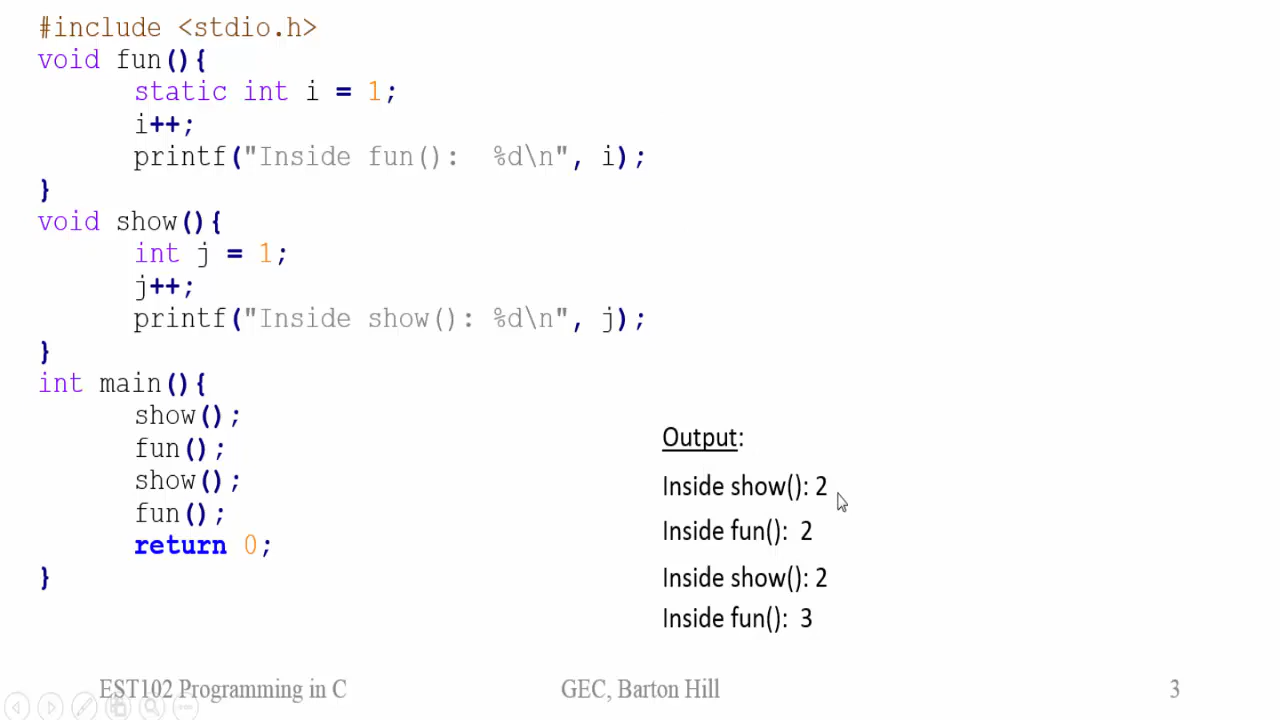 #include <stdio.h>
void fun(){
static int i = 1;
i++;
printf("Inside fun():  %d\n", i);
}
void show(){
int j = 1;
j++;
printf("Inside show(): %d\n", j);
}
int main(){
show();
fun();
show();
fun();
return 0;
}
Output:
Inside show(): 2
Inside fun():  2
Inside show(): 2
Inside fun():  3
EST102 Programming in C
GEC, Barton Hill
3